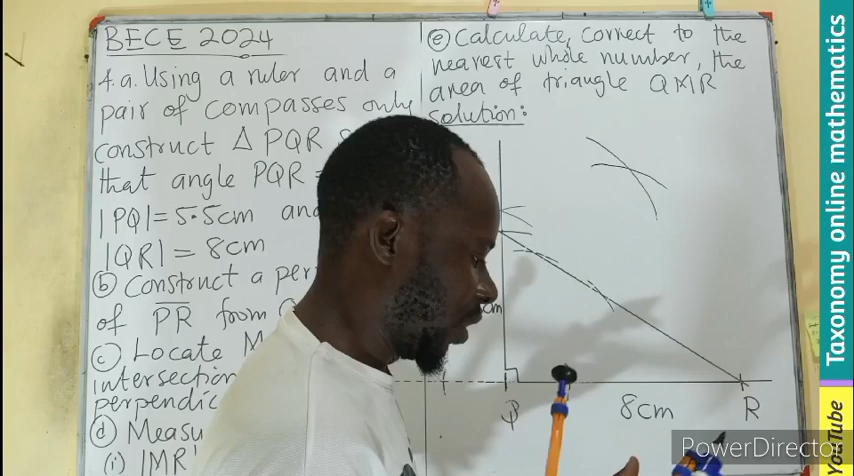 BECE 2024
4.a. Using a ruler and a
pair of compasses only
construct Δ PQR
that angle PQR =
|PQ| = 5.5cm and
|QR| = 8cm
(b) Construct a per
of PR from
(c) Locate M
intersection
perpendic
(d) Measu
(i) |MR|
(e) Calculate, correct to the
nearest whole number, the
area of triangle QMR
solution:
cm
8cm
R
PowerDirector
Taxonomy online mathematics
YouTube